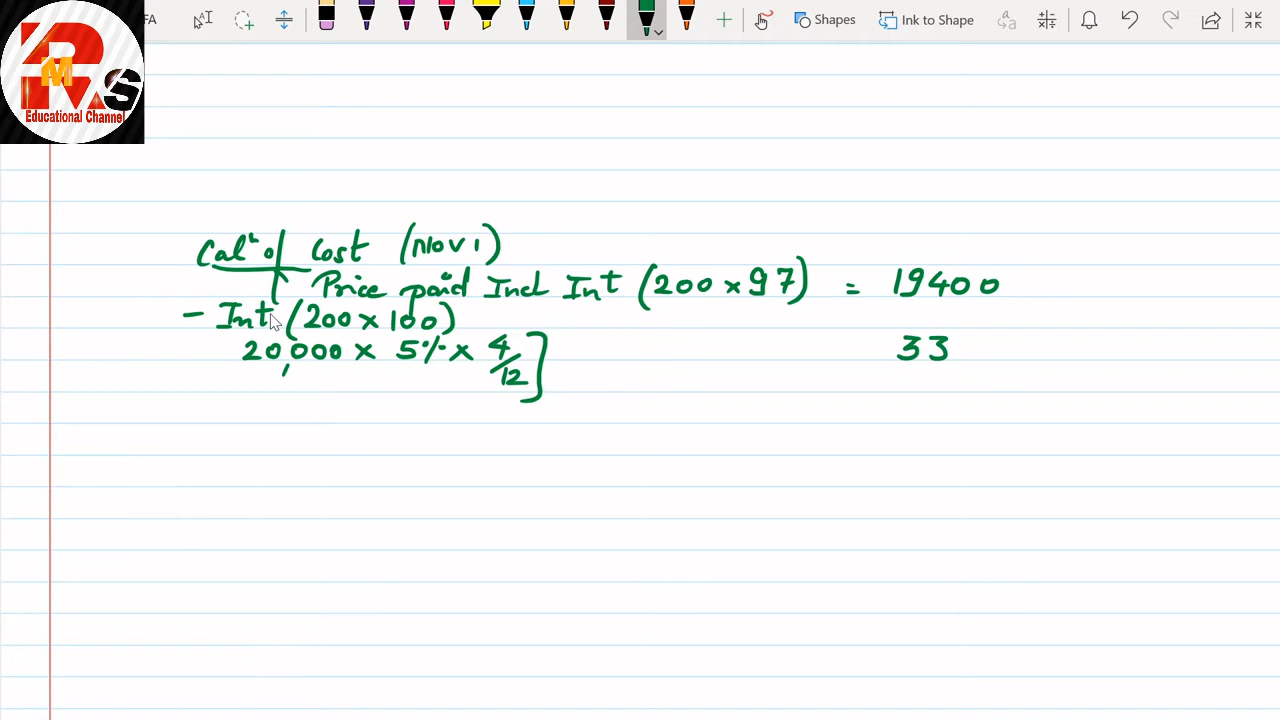 FA
Shapes
Ink to Shape
R
M
S
Educational Channel
Calⁿ of Cost (Nov 1)
Price paid Incl Int (200 x 97) = 19400
- Int (200 x 100)
20,000 x 5% x 4/12] 33